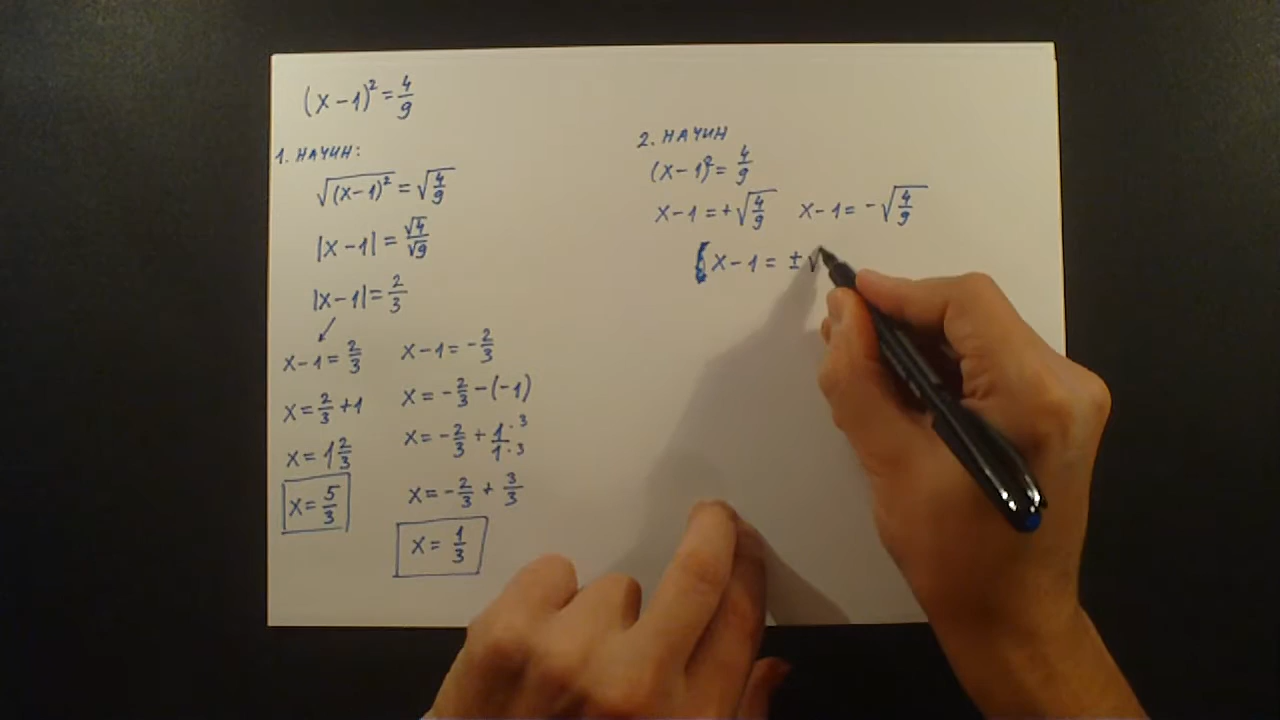 (x-1)² = 4/9
1. НАЧИН:
√(x-1)² = √4/9
|x-1| = √4/√9
|x-1| = 2/3
x-1 = 2/3
x = 2/3 + 1
x = 1 2/3
x = 5/3
x-1 = -2/3
x = -2/3 - (-1)
x = -2/3 + 1·3/1·3
x = -2/3 + 3/3
x = 1/3
2. НАЧИН
(x-1)² = 4/9
x-1 = +√4/9 x-1 = -√4/9
x-1 = ±√